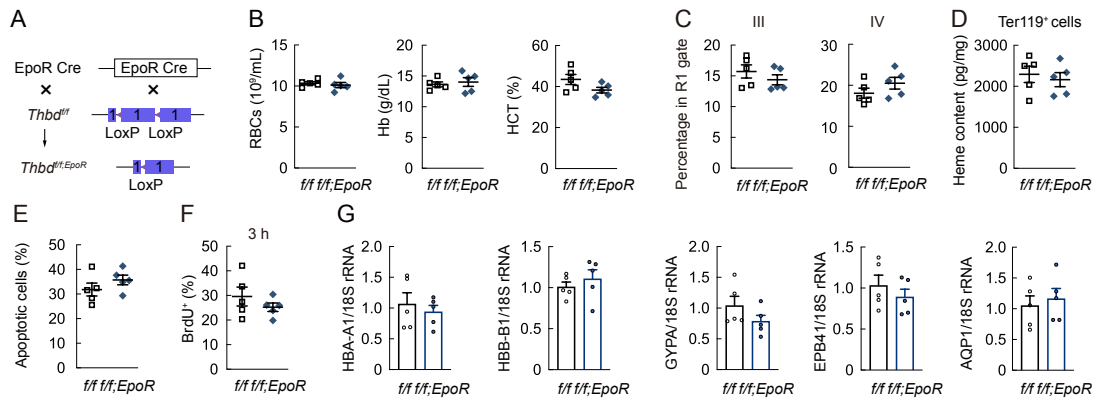 A
EpoR Cre
EpoR Cre
×
×
Thbd^f/f
1
1
LoxP
LoxP
Thbd^f/f;EpoR
1
1
LoxP
B
RBCs (10⁹/mL)
15
10
5
0
f/f f/f;EpoR
Hb (g/dL)
20
15
10
5
0
f/f f/f;EpoR
HCT (%)
60
40
20
0
f/f f/f;EpoR
C
III
Percentage in R1 gate
20
15
10
5
0
f/f f/f;EpoR
IV
30
20
10
0
f/f f/f;EpoR
D
Ter119⁺ cells
Heme content (pg/mg)
3000
2000
1000
0
f/f f/f;EpoR
E
Apoptotic cells (%)
50
40
30
20
10
0
f/f f/f;EpoR
F
3 h
BrdU⁺ (%)
50
40
30
20
10
0
f/f f/f;EpoR
G
HBA-A1/18S rRNA
2.0
1.5
1.0
0.5
0
f/f f/f;EpoR
HBB-B1/18S rRNA
1.5
1.0
0.5
0
f/f f/f;EpoR
GYPA/18S rRNA
2.0
1.5
1.0
0.5
0
f/f f/f;EpoR
EPB41/18S rRNA
1.5
1.0
0.5
0
f/f f/f;EpoR
AQP1/18S rRNA
2.0
1.5
1.0
0.5
0
f/f f/f;EpoR